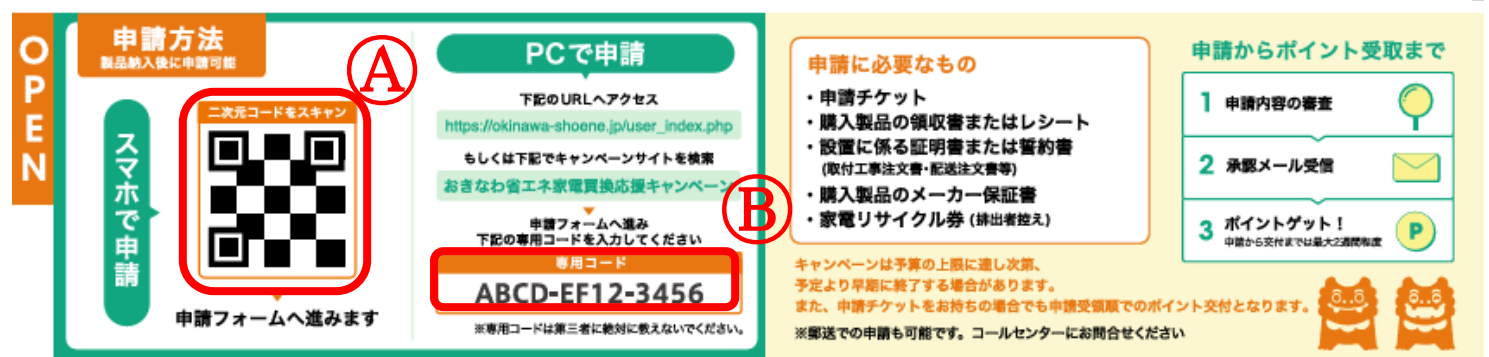 OPEN
申請方法
製品納入後に申請可能
スマホで申請
A
二次元コードをスキャン
申請フォームへ進みます
PCで申請
下記のURLへアクセス
https://okinawa-shoene.jp/user_index.php
もしくは下記でキャンペーンサイトを検索
おきなわ省エネ家電買換応援キャンペーン
B
申請フォームへ進み
下記の専用コードを入力してください
専用コード
ABCD-EF12-3456
※専用コードは第三者に絶対に教えないでください。
申請に必要なもの
・申請チケット
・購入製品の領収書またはレシート
・設置に係る証明書または誓約書
(取付工事注文書・配送注文書等)
・購入製品のメーカー保証書
・家電リサイクル券 (排出者控え)
キャンペーンは予算の上限に達し次第、
予定より早期に終了する場合があります。
また、申請チケットをお持ちの場合でも申請受領順でのポイント交付となります。
※郵送での申請も可能です。コールセンターにお問合せください
申請からポイント受取まで
1 申請内容の審査
2 承認メール受信
3 ポイントゲット！
申請から交付までは最大2週間程度
P